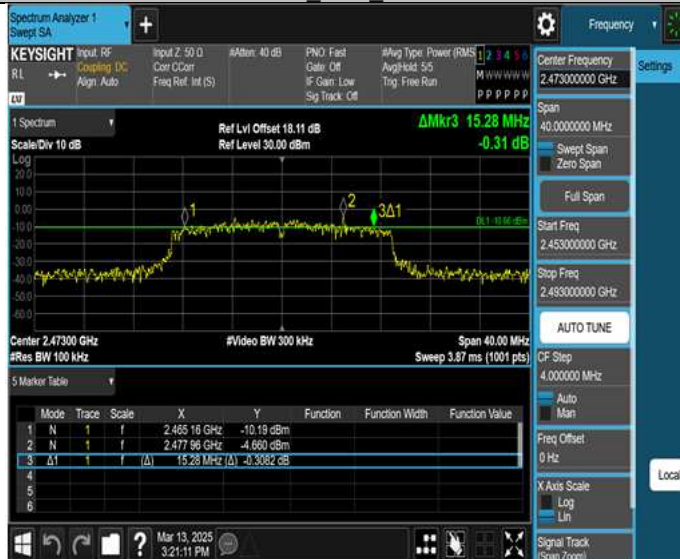 Spectrum Analyzer 1
Swept SA
+
Frequency
KEYSIGHT
RL
Input: RF
Coupling: DC
Align: Auto
Input Z: 50 Ω
Corr CCorr
Freq Ref: Int (S)
#Atten: 40 dB
PNO: Fast
Gate: Off
IF Gain: Low
Sig Track: Off
#Avg Type: Power (RMS
Avg|Hold: 5/5
Trig: Free Run
1 2 3 4 5 6
M W W W W W
P P P P P P
LXI
1 Spectrum
Scale/Div 10 dB
Ref Lvl Offset 18.11 dB
Ref Level 30.00 dBm
ΔMkr3 15.28 MHz
-0.31 dB
Log
20.0
10.0
0.00
-10.0
-20.0
-30.0
-40.0
-50.0
-60.0
1
2
3Δ1
DL1 -10.66 dBm
Center 2.47300 GHz
#Video BW 300 kHz
Span 40.00 MHz
#Res BW 100 kHz
Sweep 3.87 ms (1001 pts)
5 Marker Table
Mode Trace Scale X Y Function Function Width Function Value
1 N 1 f 2.465 16 GHz -10.19 dBm
2 N 1 f 2.477 96 GHz -4.660 dBm
3 Δ1 1 f (Δ) 15.28 MHz (Δ) -0.3082 dB
4
5
6
Mar 13, 2025
3:21:11 PM
?
Center Frequency
2.473000000 GHz
Span
40.0000000 MHz
Swept Span
Zero Span
Full Span
Start Freq
2.453000000 GHz
Stop Freq
2.493000000 GHz
AUTO TUNE
CF Step
4.000000 MHz
Auto
Man
Freq Offset
0 Hz
X Axis Scale
Log
Lin
Signal Track
(Span Zoom)
Settings
Local